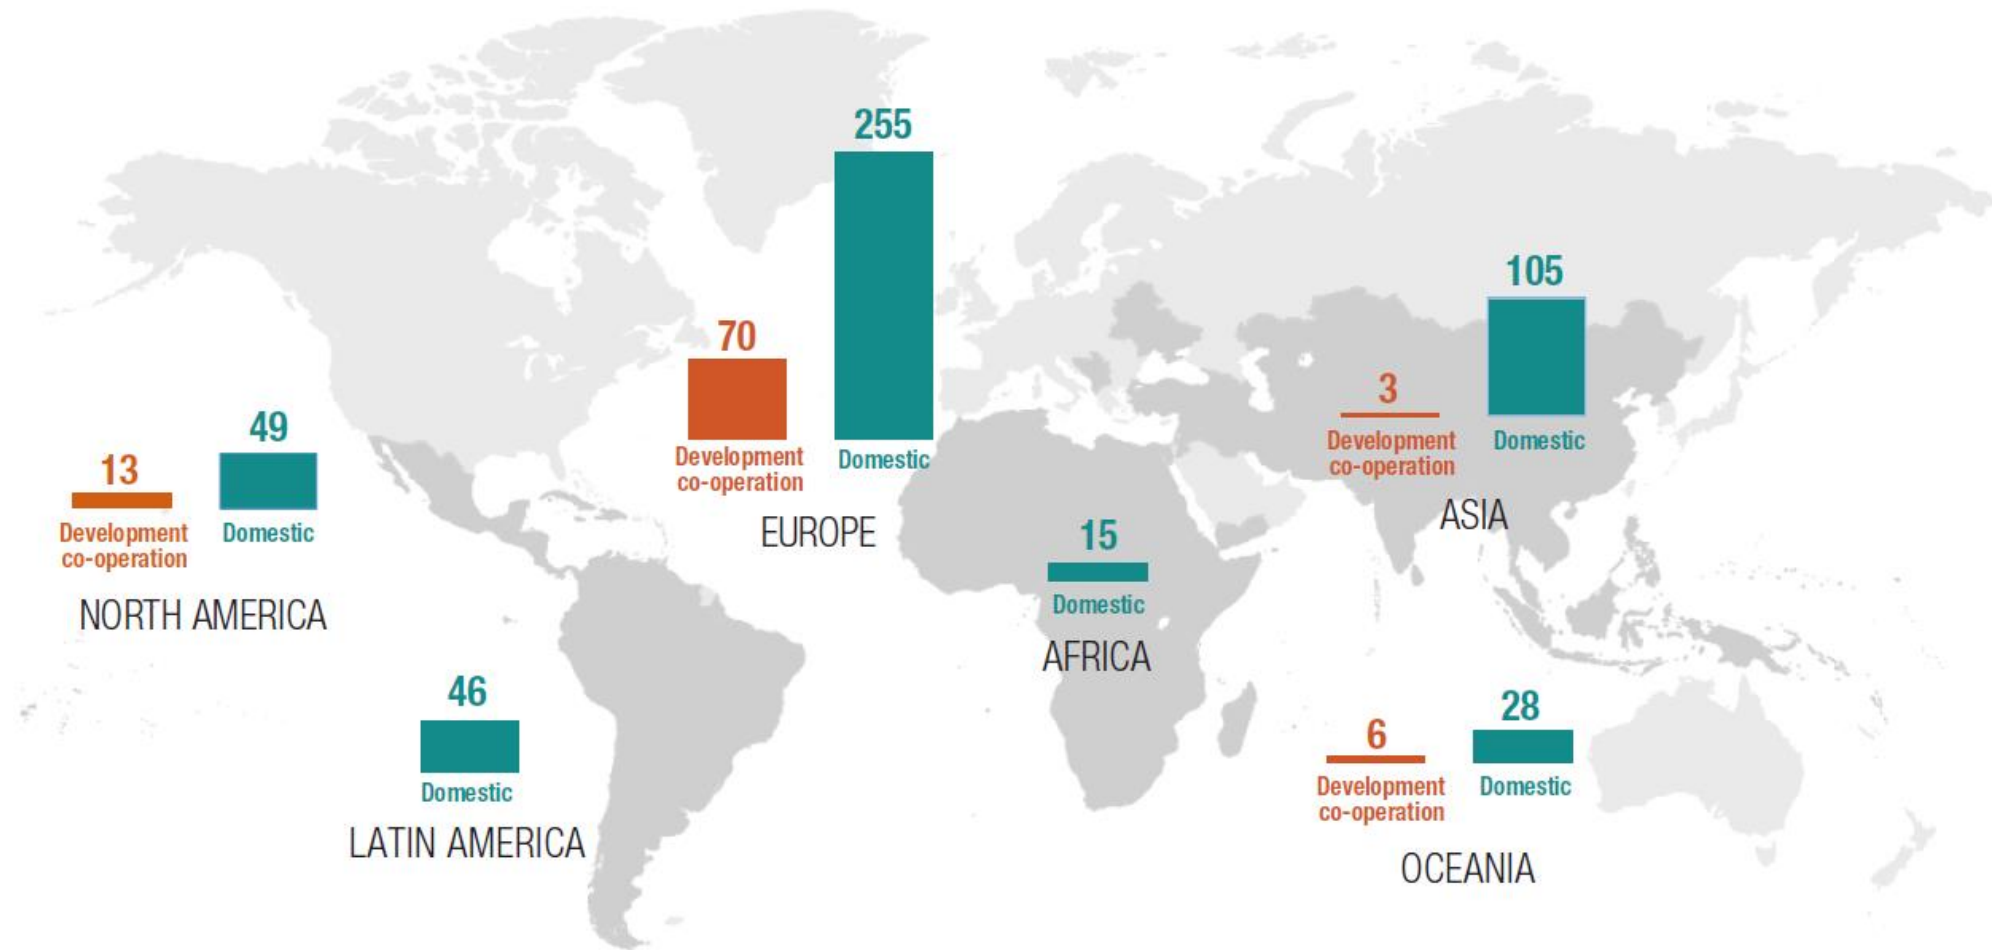 13
Development
co-operation
49
Domestic
NORTH AMERICA
46
Domestic
LATIN AMERICA
70
Development
co-operation
255
Domestic
EUROPE
15
Domestic
AFRICA
3
Development
co-operation
105
Domestic
ASIA
6
Development
co-operation
28
Domestic
OCEANIA